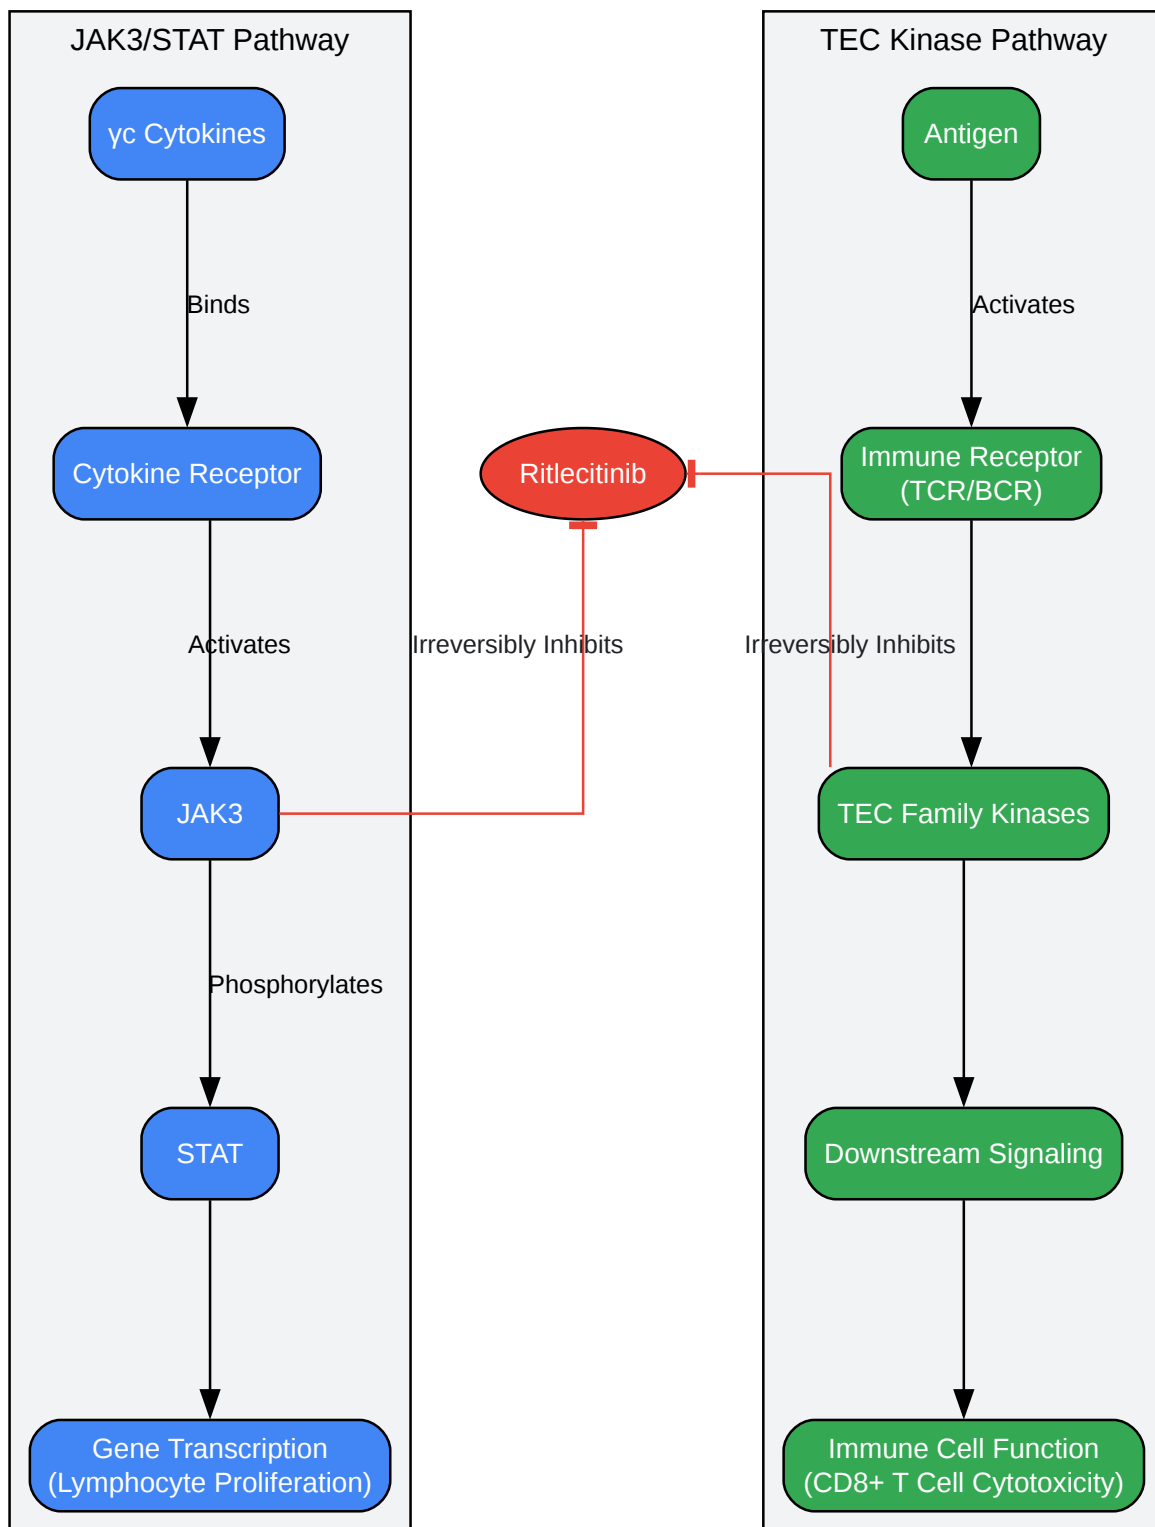 JAK3/STAT Pathway
TEC Kinase Pathway
γc Cytokines
Antigen
Binds
Activates
Cytokine Receptor
Ritlecitinib
Immune Receptor
(TCR/BCR)
Activates
Irreversibly Inhibits
Irreversibly Inhibits
JAK3
TEC Family Kinases
Phosphorylates
STAT
Downstream Signaling
Gene Transcription
(Lymphocyte Proliferation)
Immune Cell Function
(CD8+ T Cell Cytotoxicity)